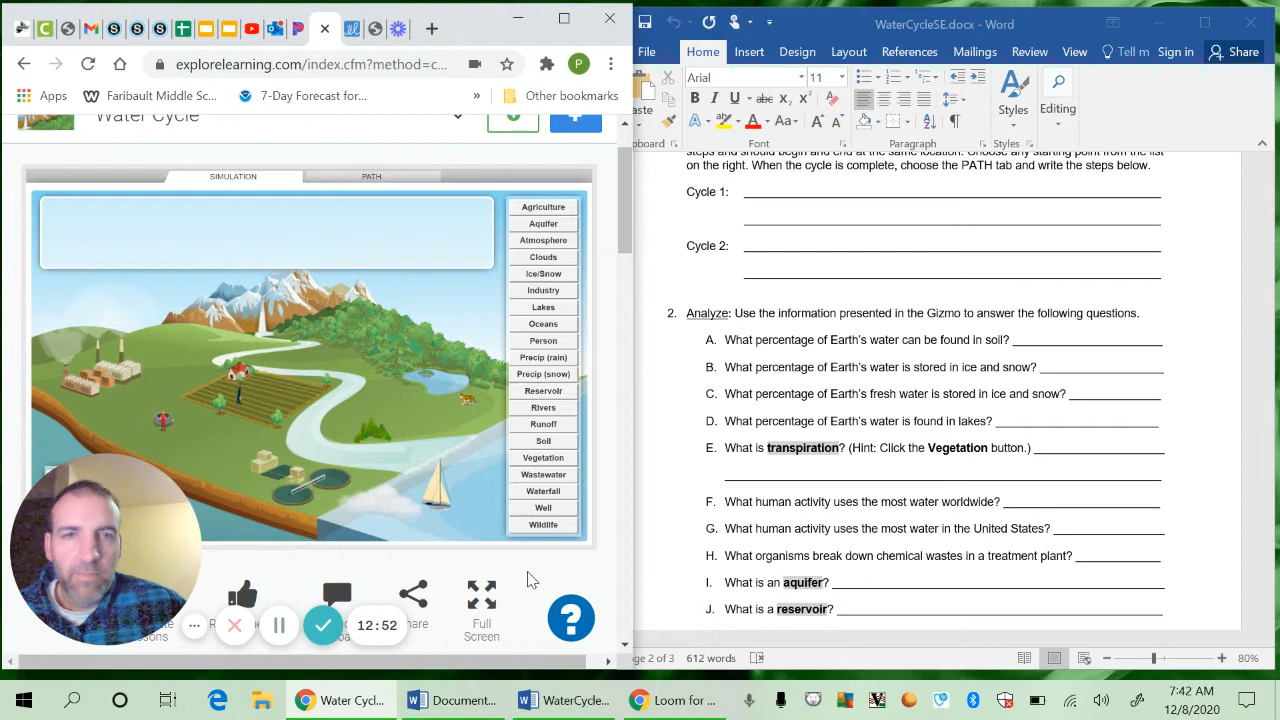 WaterCycleSE.docx - Word
File Home Insert Design Layout References Mailings Review View Tell m Sign in Share
explorelearning.com/index.cfm?method=c...
P
Apps Faribault Middle Sc 7-Day Forecast for... » Other bookmarks
Arial 11
B I U abc X₂ X²
aste
Styles
Editing
lipboard Font Paragraph Styles
Water Cycle
SIMULATION PATH
Agriculture
Aquifer
Atmosphere
Clouds
Ice/Snow
Industry
Lakes
Oceans
Person
Precip (rain)
Precip (snow)
Reservoir
Rivers
Runoff
Soil
Vegetation
Wastewater
Waterfall
Well
Wildlife
Full
Screen
12:52
on the right. When the cycle is complete, choose the PATH tab and write the steps below.
Cycle 1:
Cycle 2:
2. Analyze: Use the information presented in the Gizmo to answer the following questions.
A. What percentage of Earth's water can be found in soil?
B. What percentage of Earth's water is stored in ice and snow?
C. What percentage of Earth's fresh water is stored in ice and snow?
D. What percentage of Earth's water is found in lakes?
E. What is transpiration? (Hint: Click the Vegetation button.)
F. What human activity uses the most water worldwide?
G. What human activity uses the most water in the United States?
H. What organisms break down chemical wastes in a treatment plant?
I. What is an aquifer?
J. What is a reservoir?
age 2 of 3 612 words 80%
Water Cycl... Document... WaterCycle... Loom for ...
7:42 AM
12/8/2020